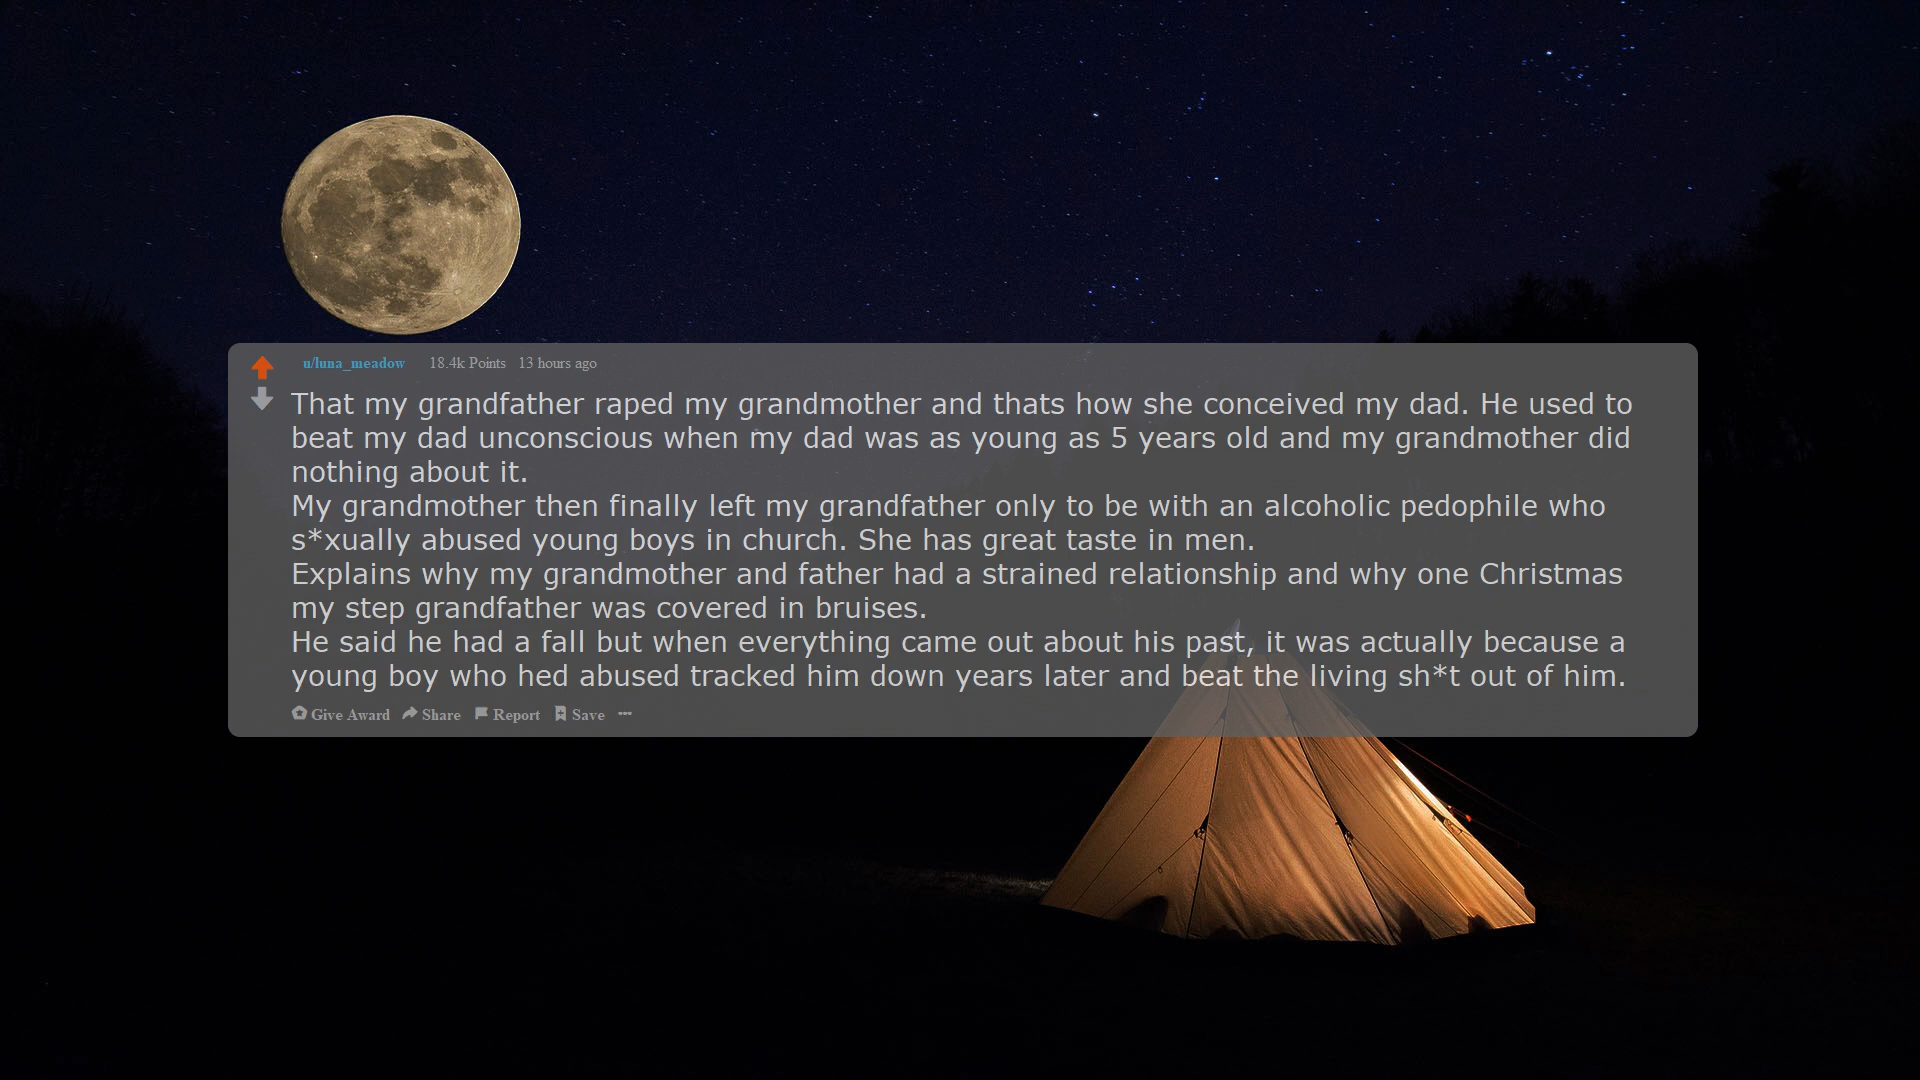 u/luna_meadow 18.4k Points 13 hours ago
That my grandfather raped my grandmother and thats how she conceived my dad. He used to
beat my dad unconscious when my dad was as young as 5 years old and my grandmother did
nothing about it.
My grandmother then finally left my grandfather only to be with an alcoholic pedophile who
s*xually abused young boys in church. She has great taste in men.
Explains why my grandmother and father had a strained relationship and why one Christmas
my step grandfather was covered in bruises.
He said he had a fall but when everything came out about his past, it was actually because a
young boy who hed abused tracked him down years later and beat the living sh*t out of him.
Give Award Share Report Save